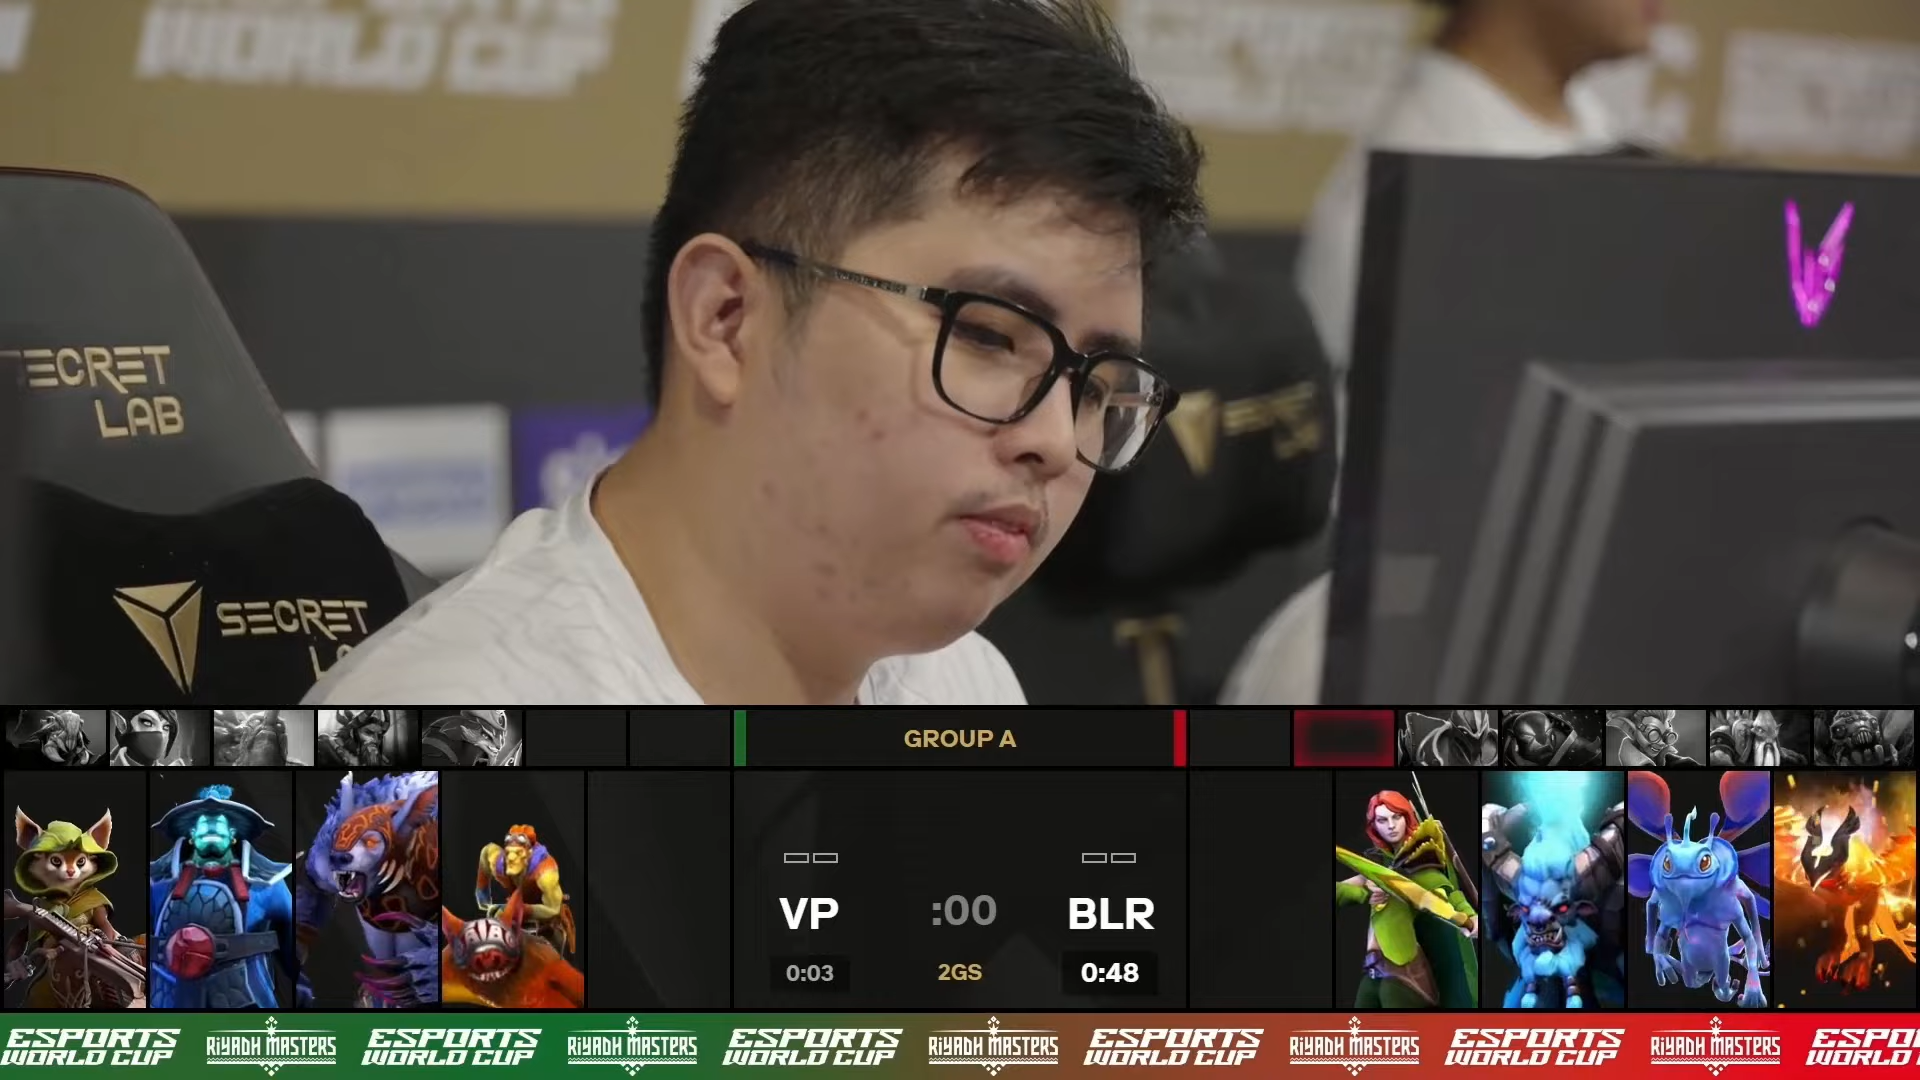 WORLD CUP
SECRET
LAB
SECRET
GROUP A
VP
:00
BLR
0:03
2GS
0:48
ESPORTS
WORLD CUP
RIYADH MASTERS
ESPORTS
WORLD CUP
RIYADH MASTERS
ESPORTS
WORLD CUP
RIYADH MASTERS
ESPORTS
WORLD CUP
RIYADH MASTERS
ESPORTS
WORLD CUP
RIYADH MASTERS
ESPO
WORLD